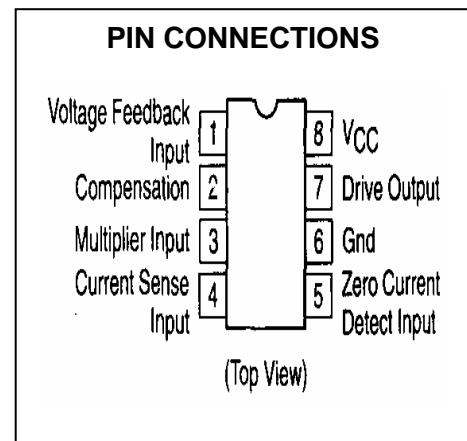 PIN CONNECTIONS
Voltage Feedback
Input
1
8
VCC
Compensation
2
7
Drive Output
Multiplier Input
3
6
Gnd
Current Sense
Input
4
5
Zero Current
Detect Input
(Top View)